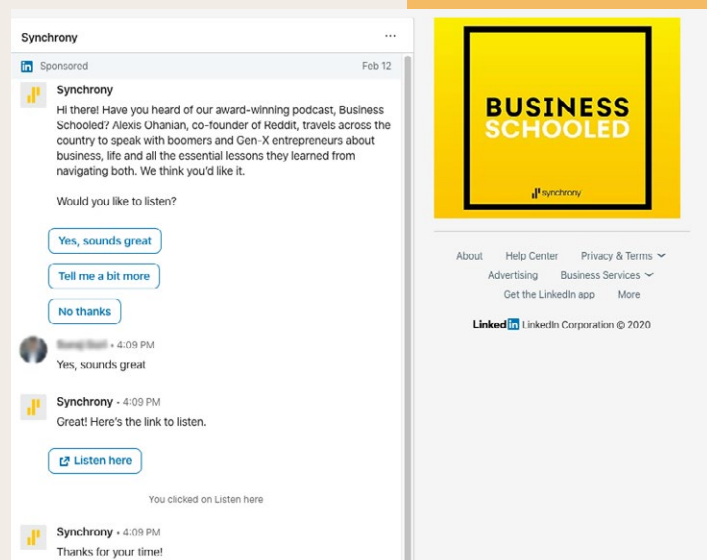 Synchrony
...
in Sponsored
Feb 12
Synchrony
Hi there! Have you heard of our award-winning podcast, Business
Schooled? Alexis Ohanian, co-founder of Reddit, travels across the
country to speak with boomers and Gen-X entrepreneurs about
business, life and all the essential lessons they learned from
navigating both. We think you'd like it.
Would you like to listen?
Yes, sounds great
Tell me a bit more
No thanks
• 4:09 PM
Yes, sounds great
Synchrony • 4:09 PM
Great! Here's the link to listen.
Listen here
You clicked on Listen here
Synchrony • 4:09 PM
Thanks for your time!
BUSINESS
SCHOOLED
synchrony
About Help Center Privacy & Terms
Advertising Business Services
Get the LinkedIn app More
Linked in LinkedIn Corporation © 2020